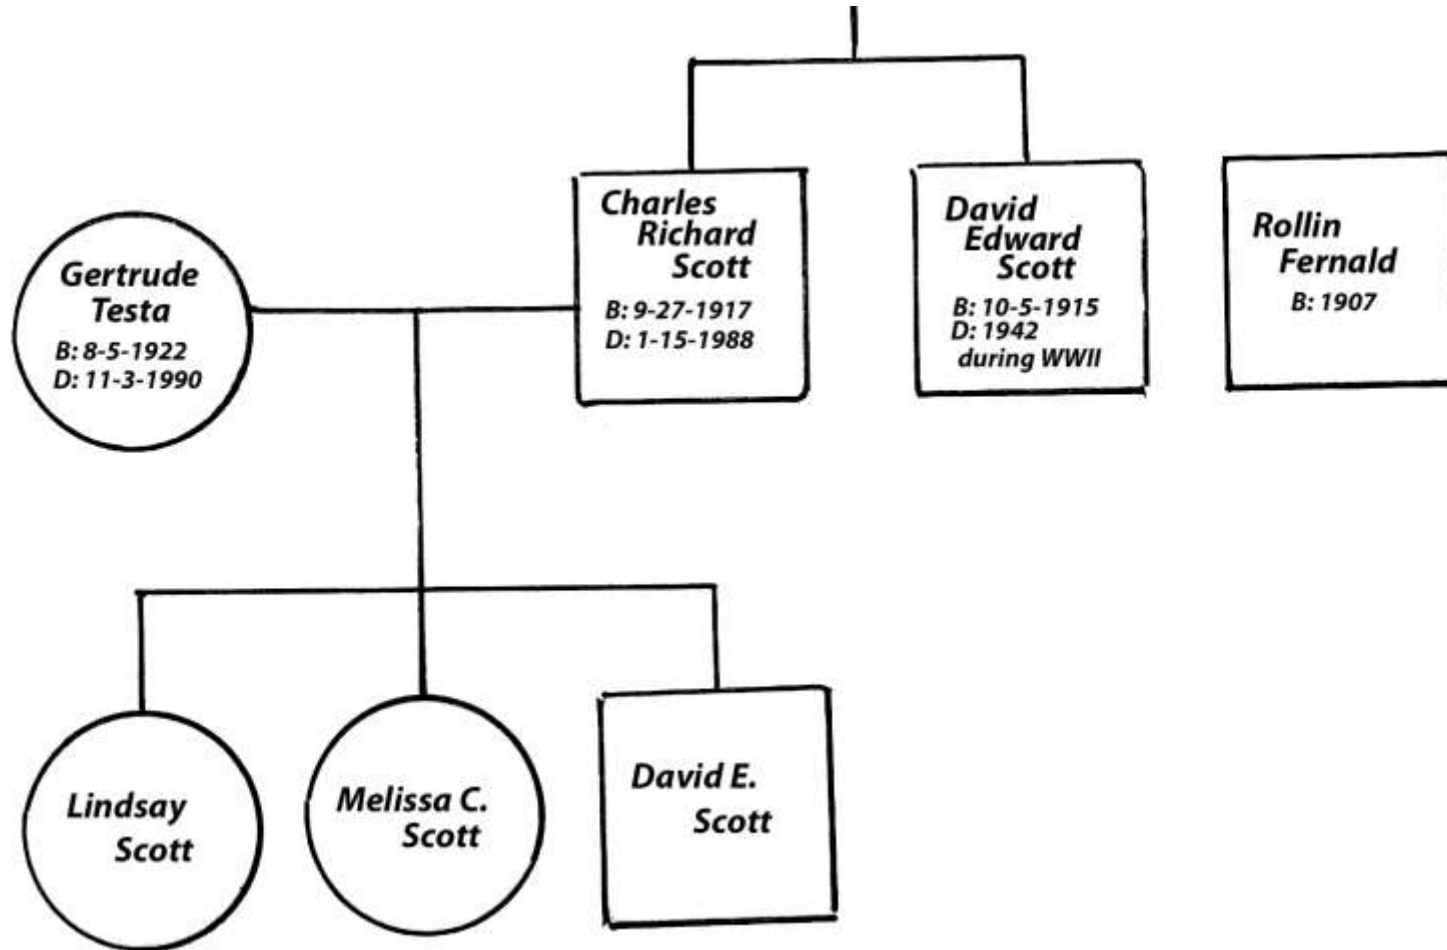 Charles
Richard
Scott
B: 9-27-1917
D: 1-15-1988
David
Edward
Scott
B: 10-5-1915
D: 1942
during WWII
Rollin
Fernald
B: 1907
Gertrude
Testa
B: 8-5-1922
D: 11-3-1990
Lindsay
Scott
Melissa C.
Scott
David E.
Scott